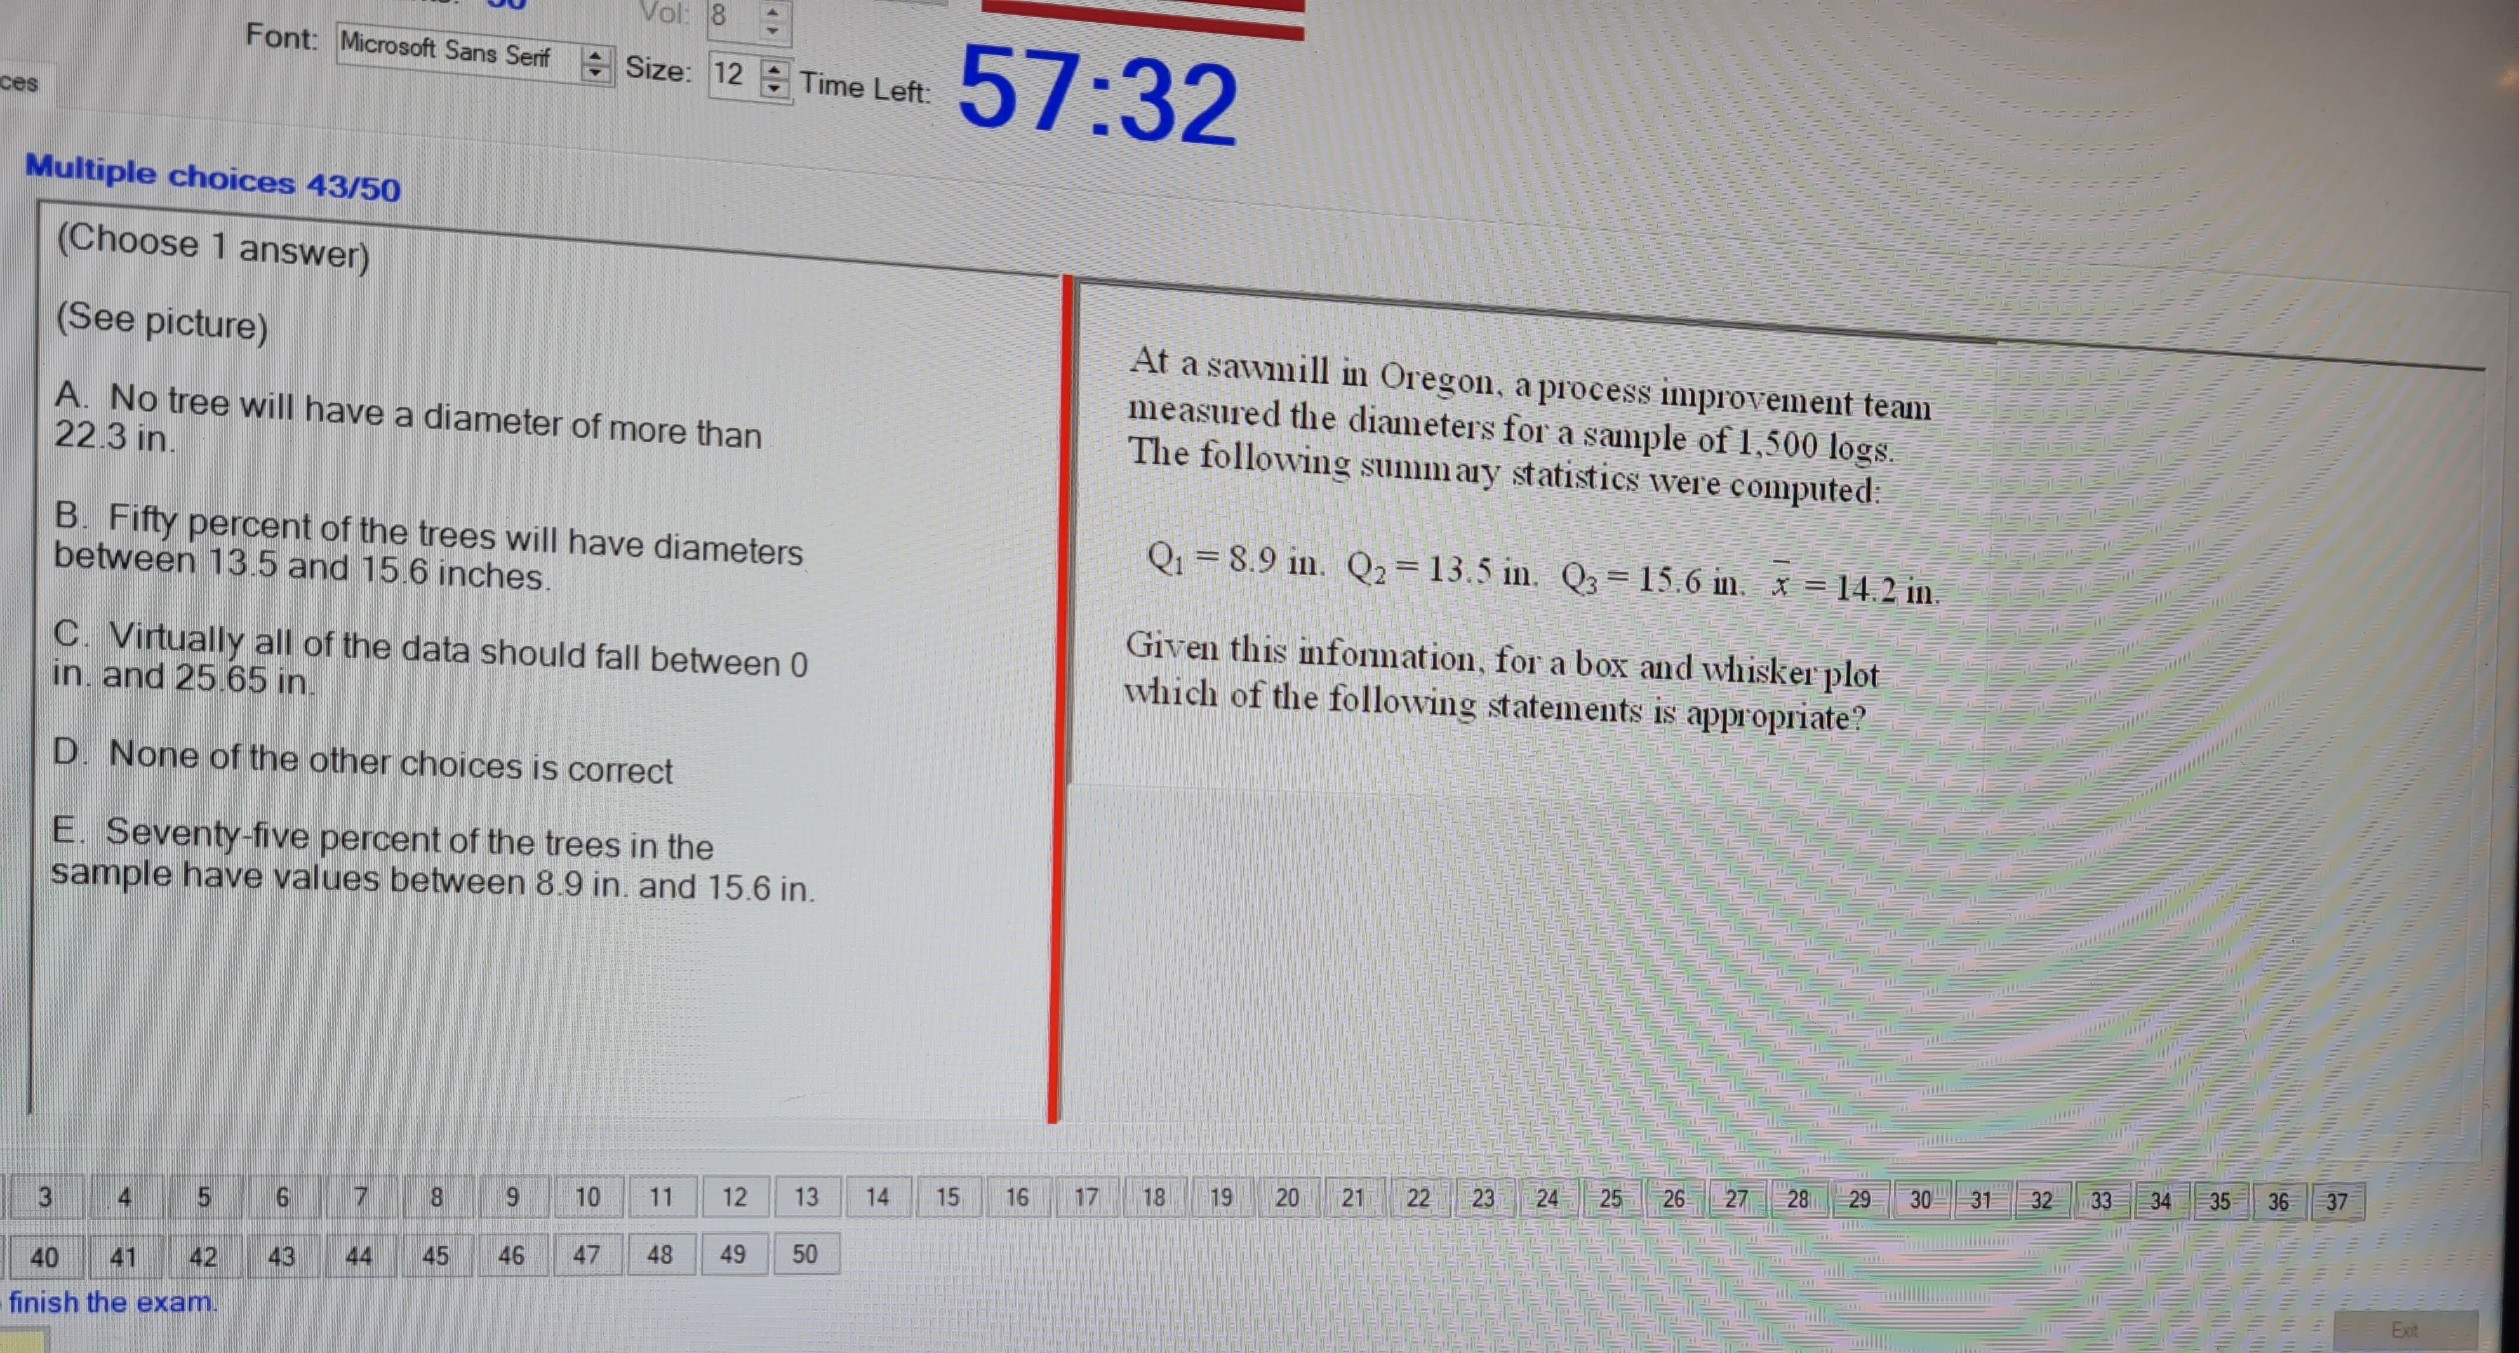 Vol: 8
Font: Microsoft Sans Serif Size: 12 Time Left: 57:32
ces
Multiple choices 43/50
(Choose 1 answer)
(See picture)
A. No tree will have a diameter of more than
22.3 in.
B. Fifty percent of the trees will have diameters
between 13.5 and 15.6 inches.
C. Virtually all of the data should fall between 0
in. and 25.65 in.
D. None of the other choices is correct
E. Seventy-five percent of the trees in the
sample have values between 8.9 in. and 15.6 in.
At a sawmill in Oregon, a process improvement team
measured the diameters for a sample of 1,500 logs.
The following summary statistics were computed:
Q₁ = 8.9 in. Q₂ = 13.5 in. Q₃ = 15.6 in. x̄ = 14.2 in.
Given this information, for a box and whisker plot
which of the following statements is appropriate?
3 4 5 6 7 8 9 10 11 12 13 14 15 16 17 18 19 20 21 22 23 24 25 26 27 28 29 30 31 32 33 34 35 36 37
40 41 42 43 44 45 46 47 48 49 50
finish the exam.
Exit